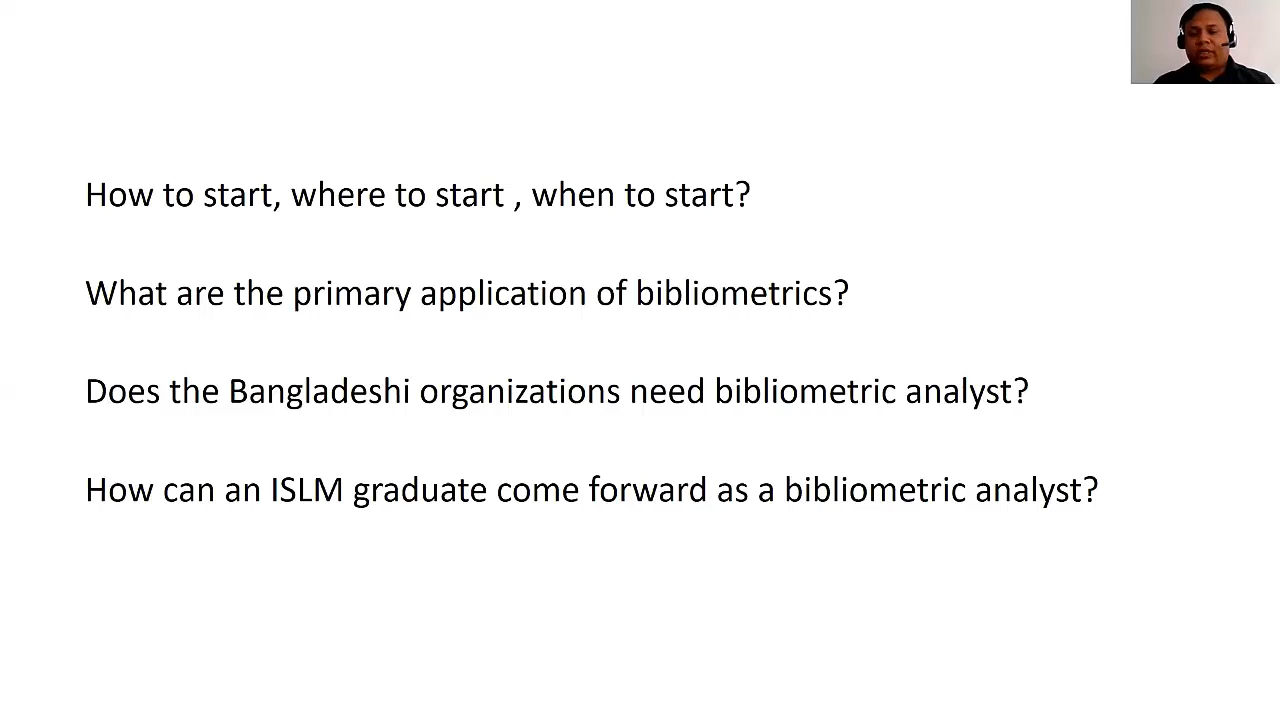 How to start, where to start , when to start?
What are the primary application of bibliometrics?
Does the Bangladeshi organizations need bibliometric analyst?
How can an ISLM graduate come forward as a bibliometric analyst?